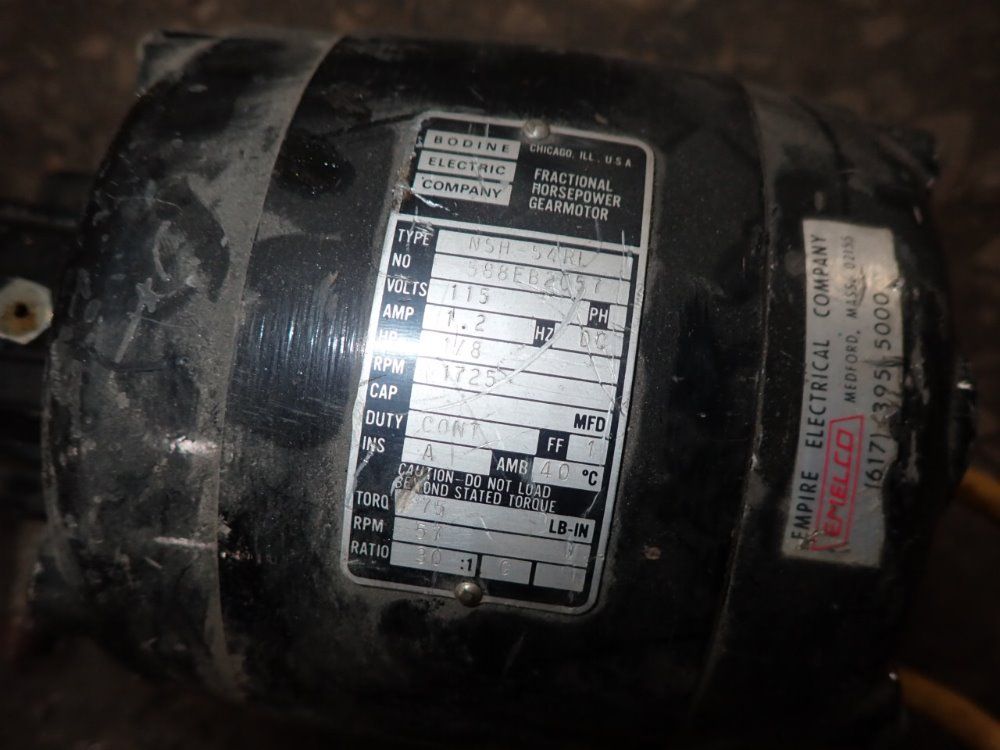 BODINE
ELECTRIC
COMPANY
CHICAGO, ILL. U.S.A
FRACTIONAL
HORSEPOWER
GEARMOTOR
TYPE NSH-54RL
NO 588EB2057
VOLTS 115 PH
AMP 1.2 HZ DC
HP 1/8
RPM 1725
CAP MFD
DUTY CONT FF 1
INS A AMB 40 °C
CAUTION-DO NOT LOAD
BEYOND STATED TORQUE
TORQ 75 LB-IN
RPM 57
RATIO 30 :1 C
EMPIRE ELECTRICAL COMPANY
MEDFORD, MASS. 02155
EMELCO (617) 395 5000